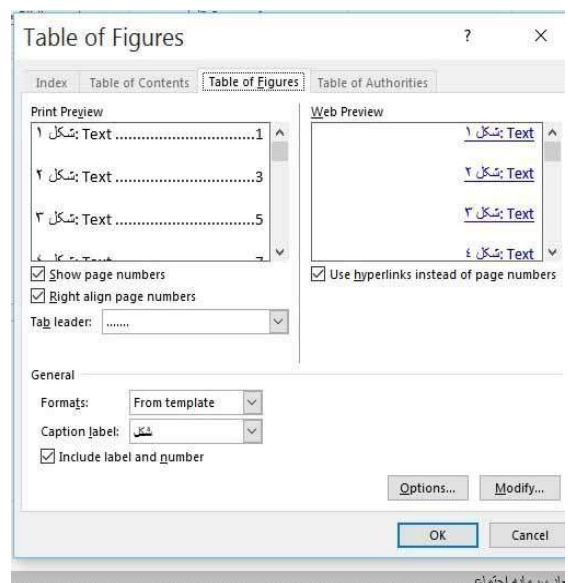 Table of Figures ? ×
Index Table of Contents Table of Figures Table of Authorities
Print Preview
شکل ۱: Text ..............................1
شکل ۲: Text ..............................3
شکل ۳: Text ..............................5
Web Preview
شکل ۱: Text
شکل ۲: Text
شکل ۳: Text
شکل ٤: Text
Show page numbers
Right align page numbers
Use hyperlinks instead of page numbers
Tab leader: .......
General
Formats: From template
Caption label: شکل
Include label and number
Options... Modify...
OK Cancel